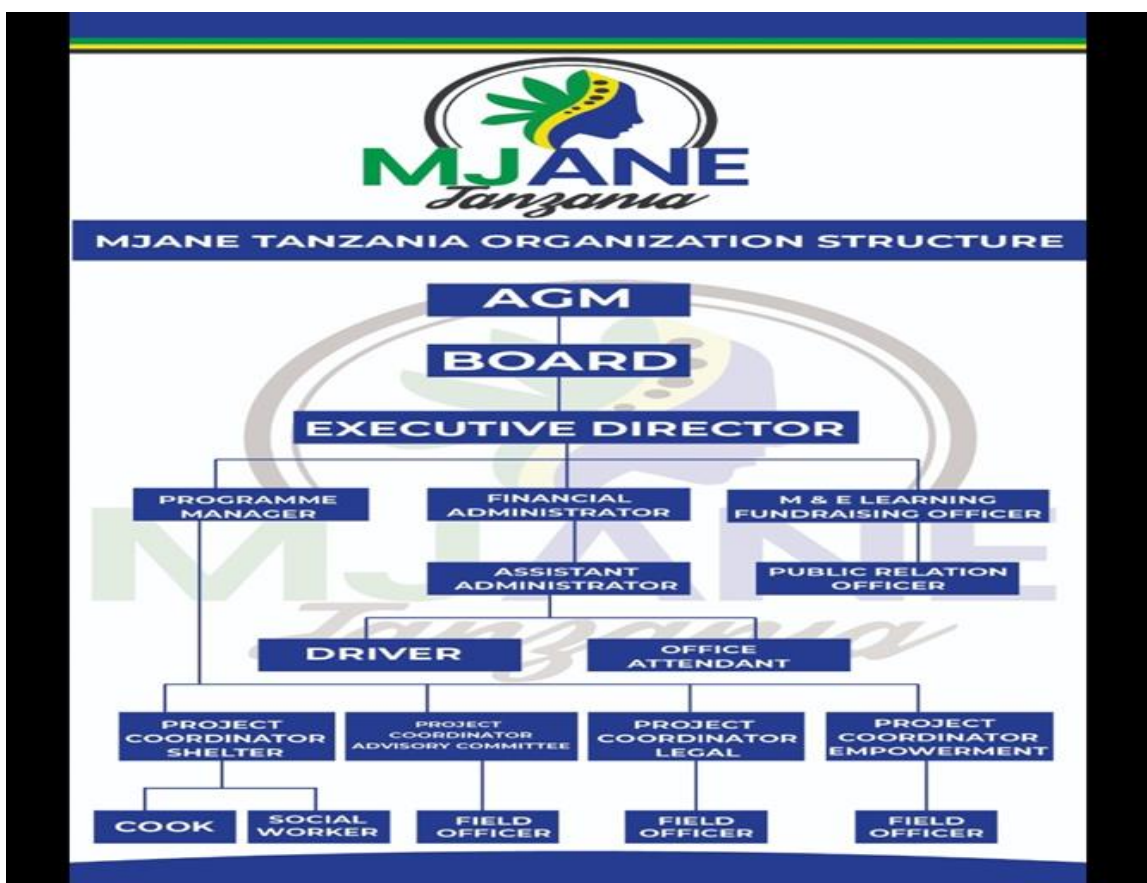 MJANE
Tanzania
MJANE TANZANIA ORGANIZATION STRUCTURE
AGM
BOARD
EXECUTIVE DIRECTOR
PROGRAMME
MANAGER
FINANCIAL
ADMINISTRATOR
M & E LEARNING
FUNDRAISING OFFICER
ASSISTANT
ADMINISTRATOR
PUBLIC RELATION
OFFICER
DRIVER
OFFICE
ATTENDANT
PROJECT
COORDINATOR
SHELTER
PROJECT
COORDINATOR
ADVISORY COMMITTEE
PROJECT
COORDINATOR
LEGAL
PROJECT
COORDINATOR
EMPOWERMENT
COOK
SOCIAL
WORKER
FIELD
OFFICER
FIELD
OFFICER
FIELD
OFFICER
MJANE
Tanzania